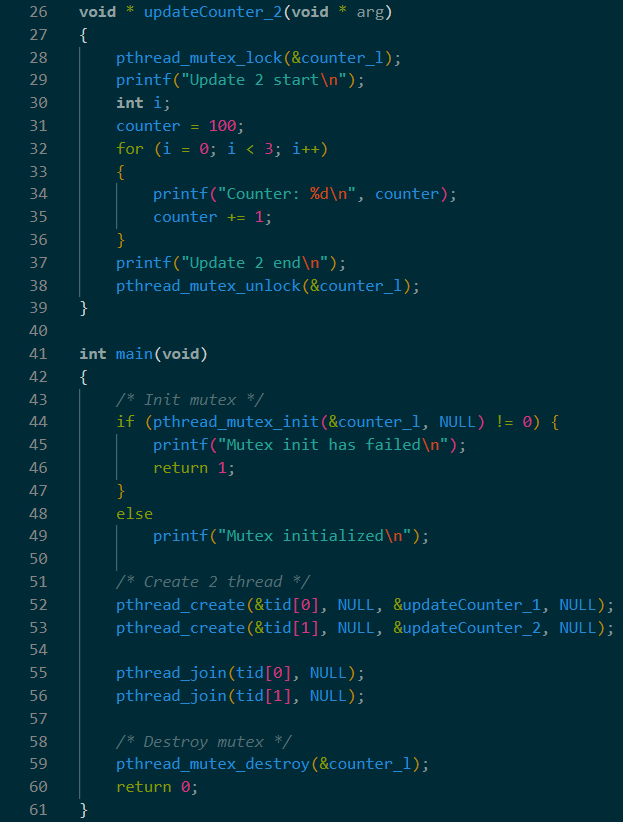 26 void * updateCounter_2(void * arg)
27 {
28     pthread_mutex_lock(&counter_l);
29     printf("Update 2 start\n");
30     int i;
31     counter = 100;
32     for (i = 0; i < 3; i++)
33     {
34         printf("Counter: %d\n", counter);
35         counter += 1;
36     }
37     printf("Update 2 end\n");
38     pthread_mutex_unlock(&counter_l);
39 }
40
41 int main(void)
42 {
43     /* Init mutex */
44     if (pthread_mutex_init(&counter_l, NULL) != 0) {
45         printf("Mutex init has failed\n");
46         return 1;
47     }
48     else
49         printf("Mutex initialized\n");
50
51     /* Create 2 thread */
52     pthread_create(&tid[0], NULL, &updateCounter_1, NULL);
53     pthread_create(&tid[1], NULL, &updateCounter_2, NULL);
54
55     pthread_join(tid[0], NULL);
56     pthread_join(tid[1], NULL);
57
58     /* Destroy mutex */
59     pthread_mutex_destroy(&counter_l);
60     return 0;
61 }